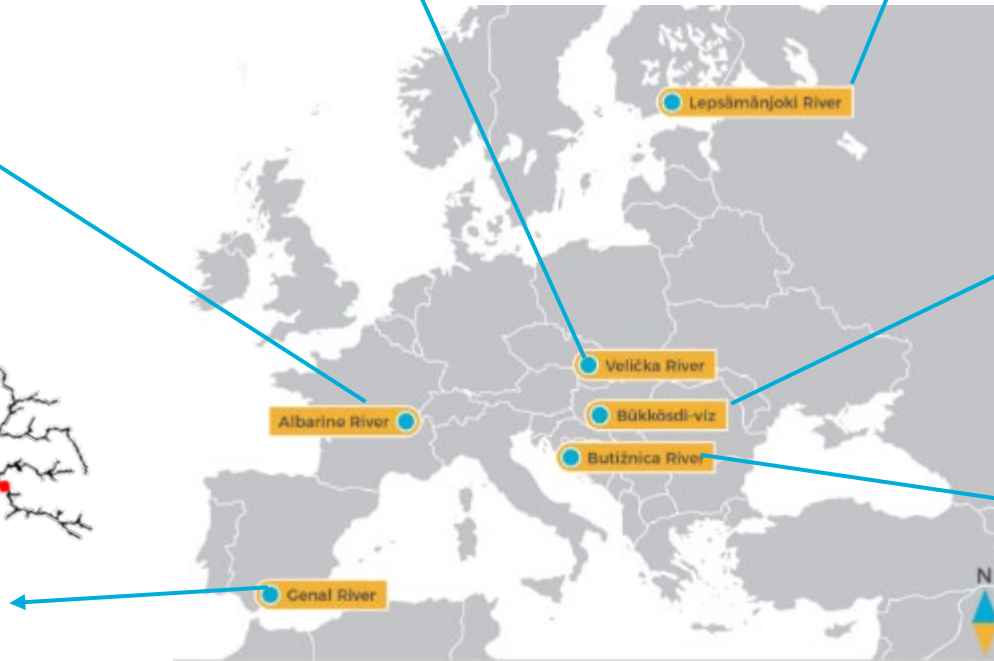 Lepsämänjoki River
Velička River
Bükkösdi-víz
Albarine River
Butižnica River
Genal River
N